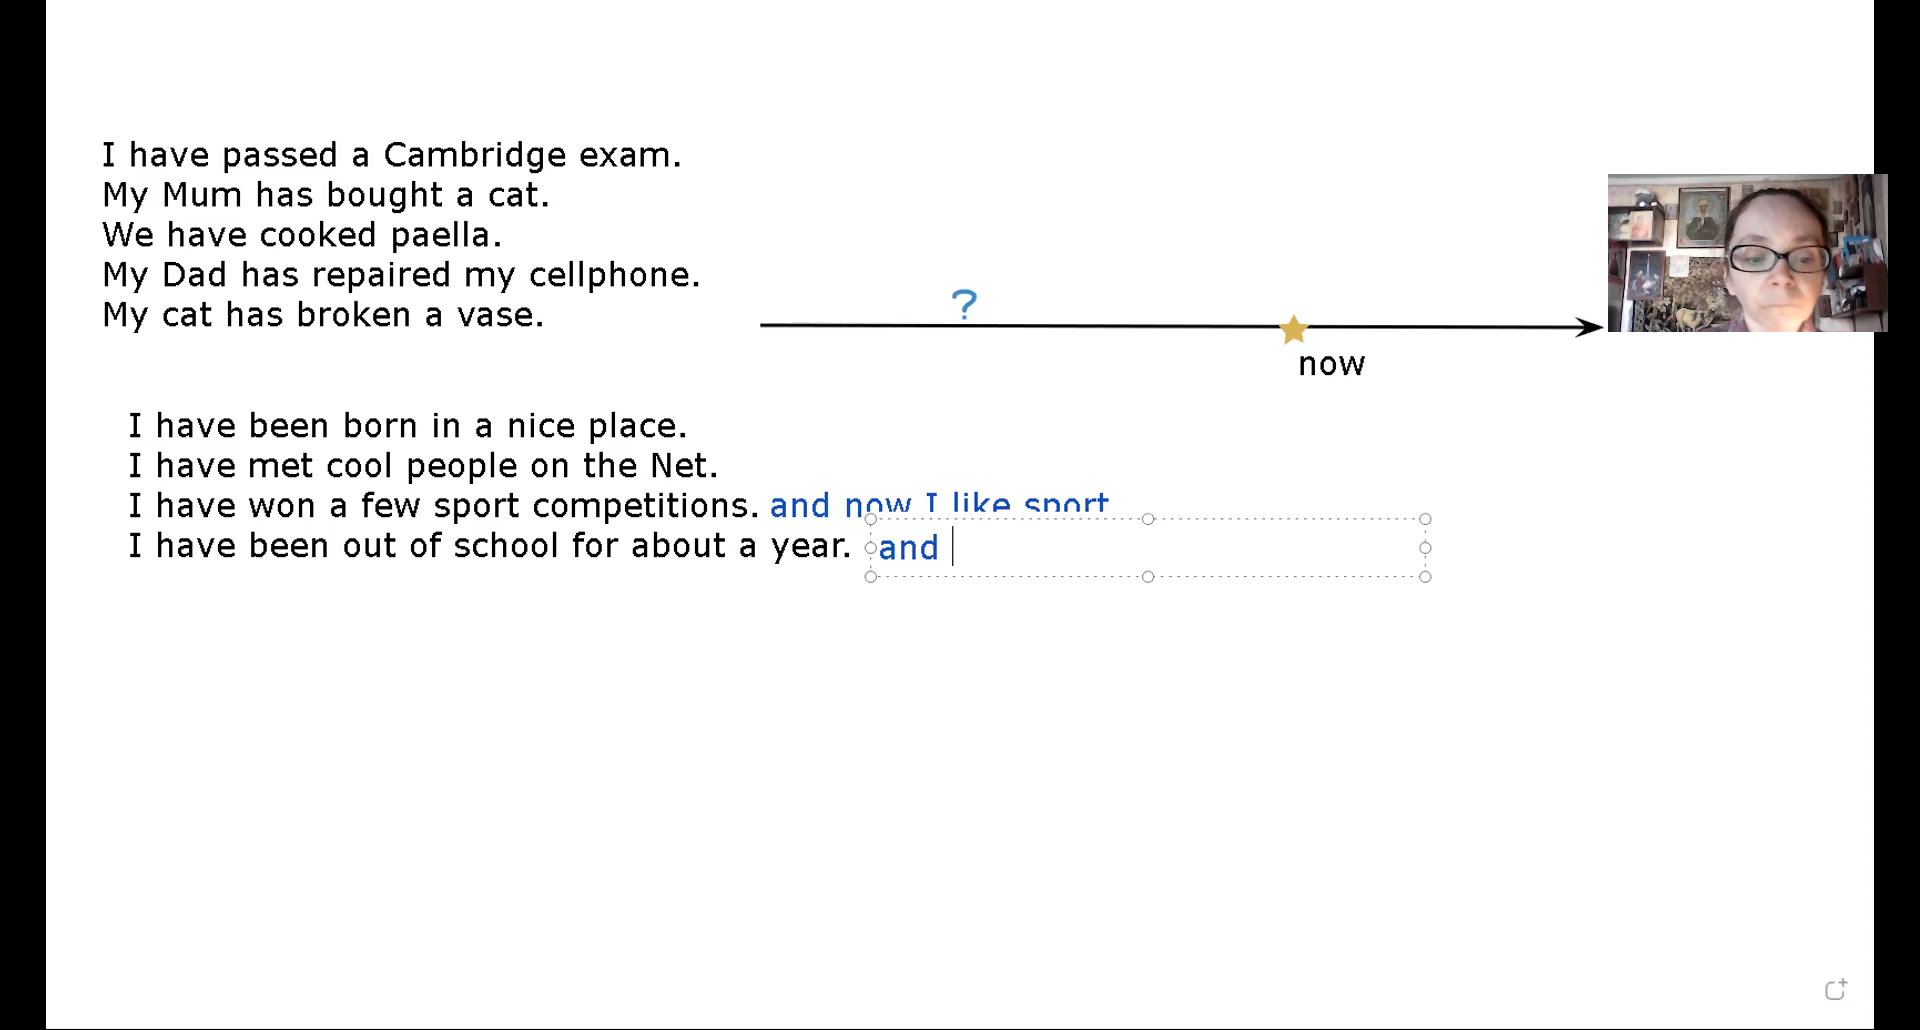 I have passed a Cambridge exam.
My Mum has bought a cat.
We have cooked paella.
My Dad has repaired my cellphone.
My cat has broken a vase.
?
now
I have been born in a nice place.
I have met cool people on the Net.
I have won a few sport competitions. and now I like sport
I have been out of school for about a year. and